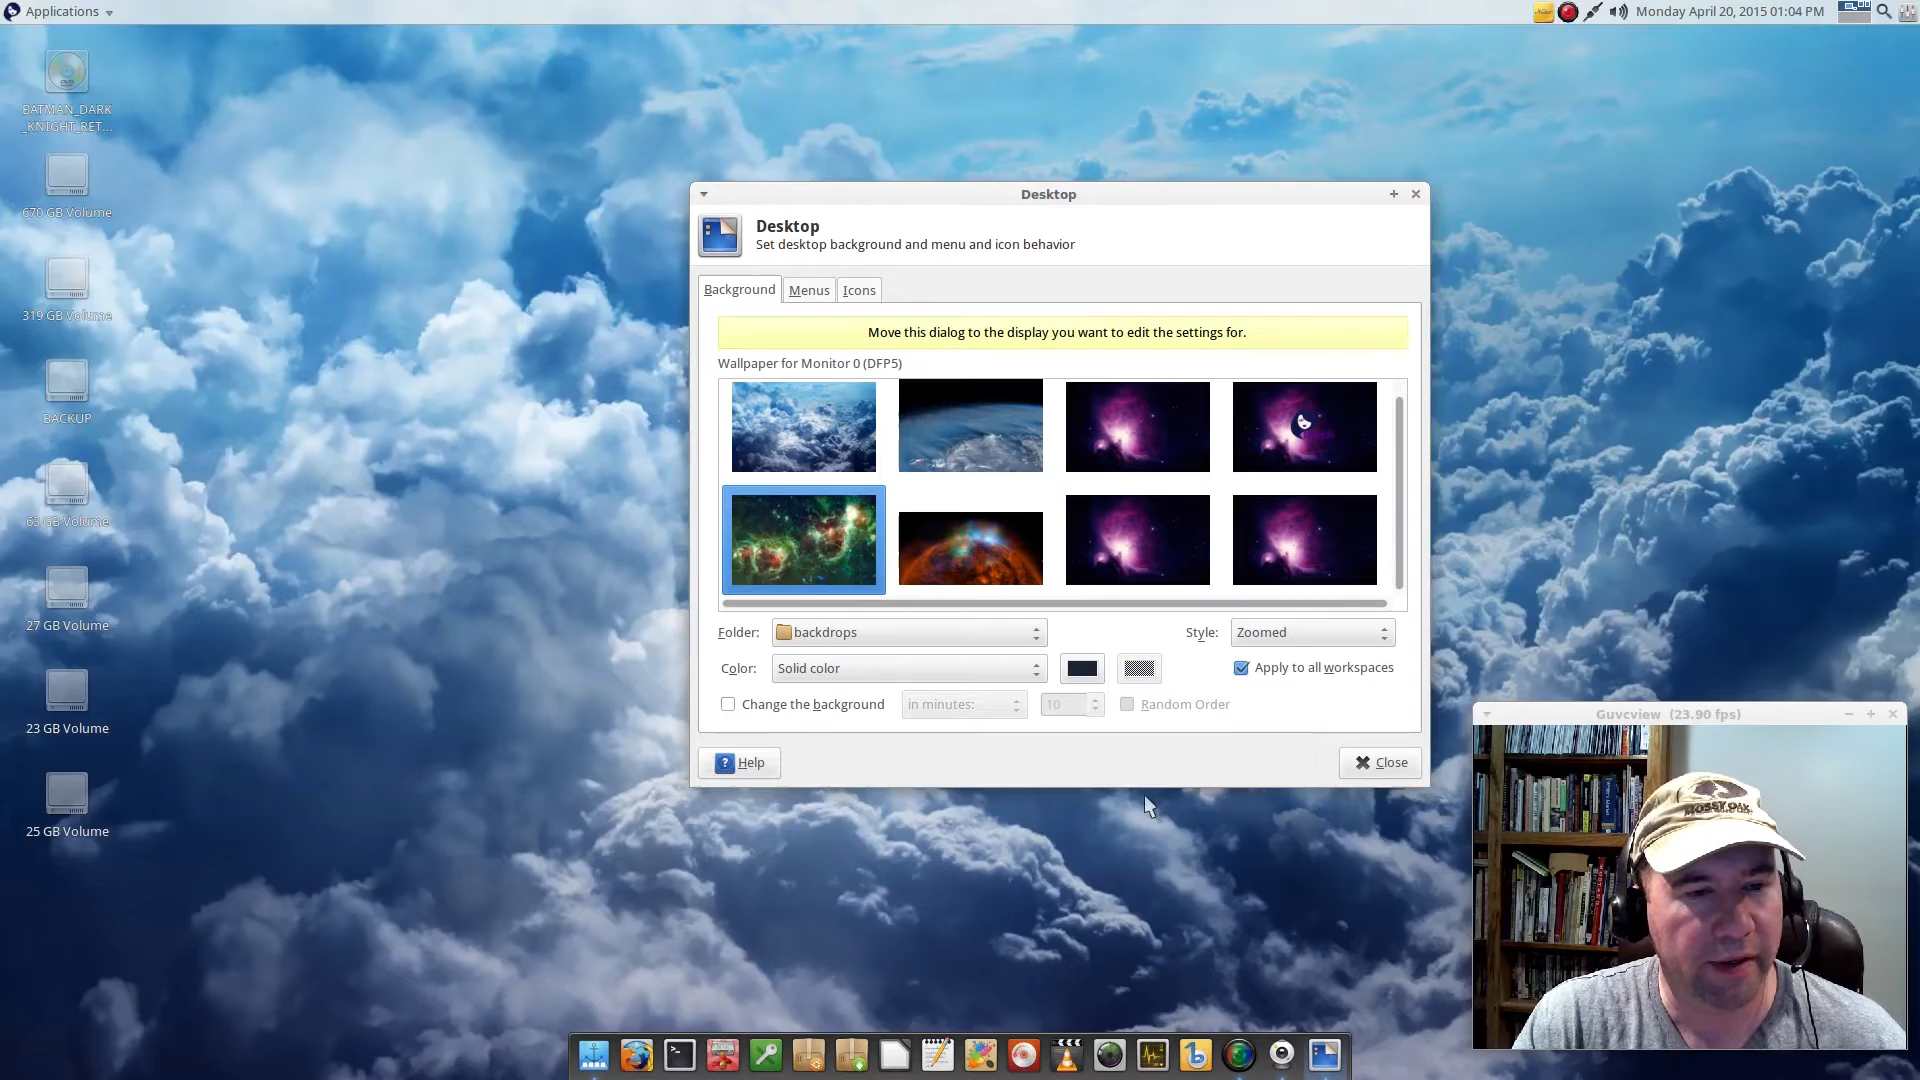 Applications
Monday April 20, 2015 01:04 PM
BATMAN_DARK
_KNIGHT_RET...
670 GB Volume
319 GB Volume
BACKUP
63 GB Volume
27 GB Volume
23 GB Volume
25 GB Volume
Desktop
Desktop
Set desktop background and menu and icon behavior
Background Menus Icons
Move this dialog to the display you want to edit the settings for.
Wallpaper for Monitor 0 (DFP5)
Folder: backdrops Style: Zoomed
Color: Solid color Apply to all workspaces
Change the background in minutes: 10 Random Order
Help Close
Guvcview (23.90 fps)
MOSSY OAK